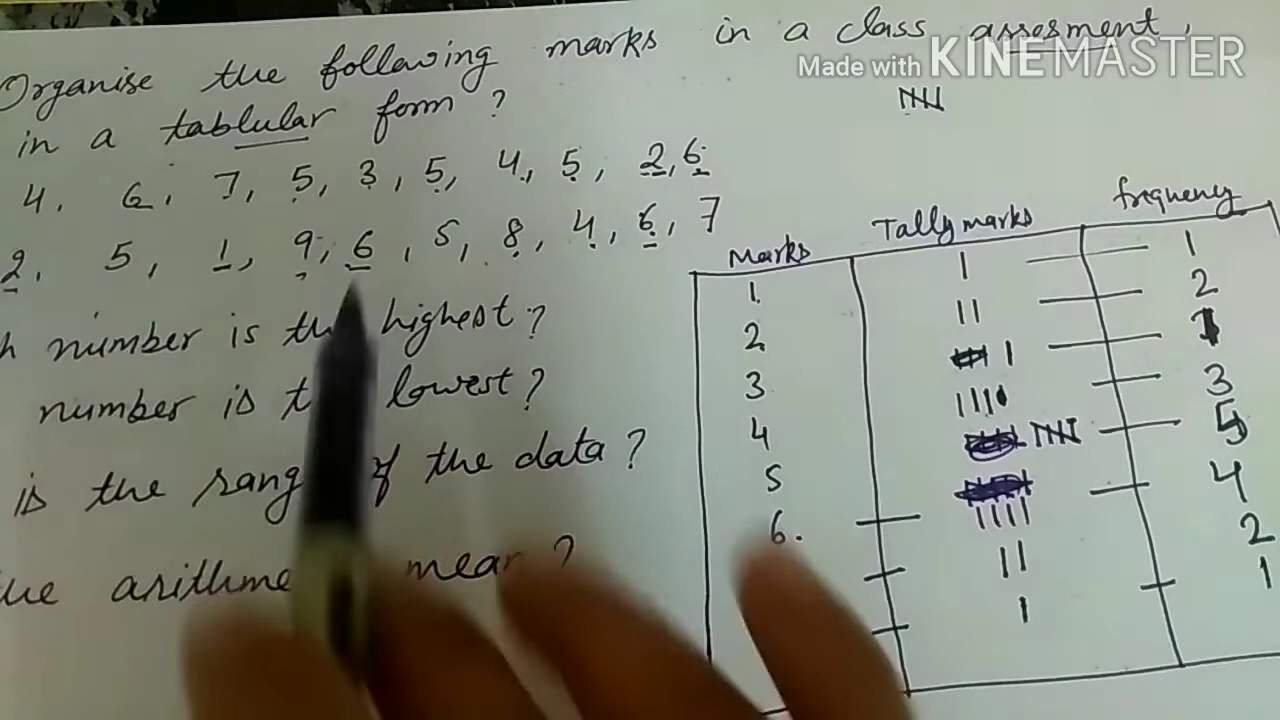 Organise the following marks in a class assesment,
in a tablular form ?
Made with KINEMASTER
4, 6, 7, 5, 3, 5, 4, 5, 2, 6
2, 5, 1, 9, 6, 5, 8, 4, 6, 7
number is the highest?
number is the lowest?
is the range of the data?
arithme mean?
Marks Tally marks frequency
1. 1
2 2
3 1
4 3
5 5
6. 4
2
1